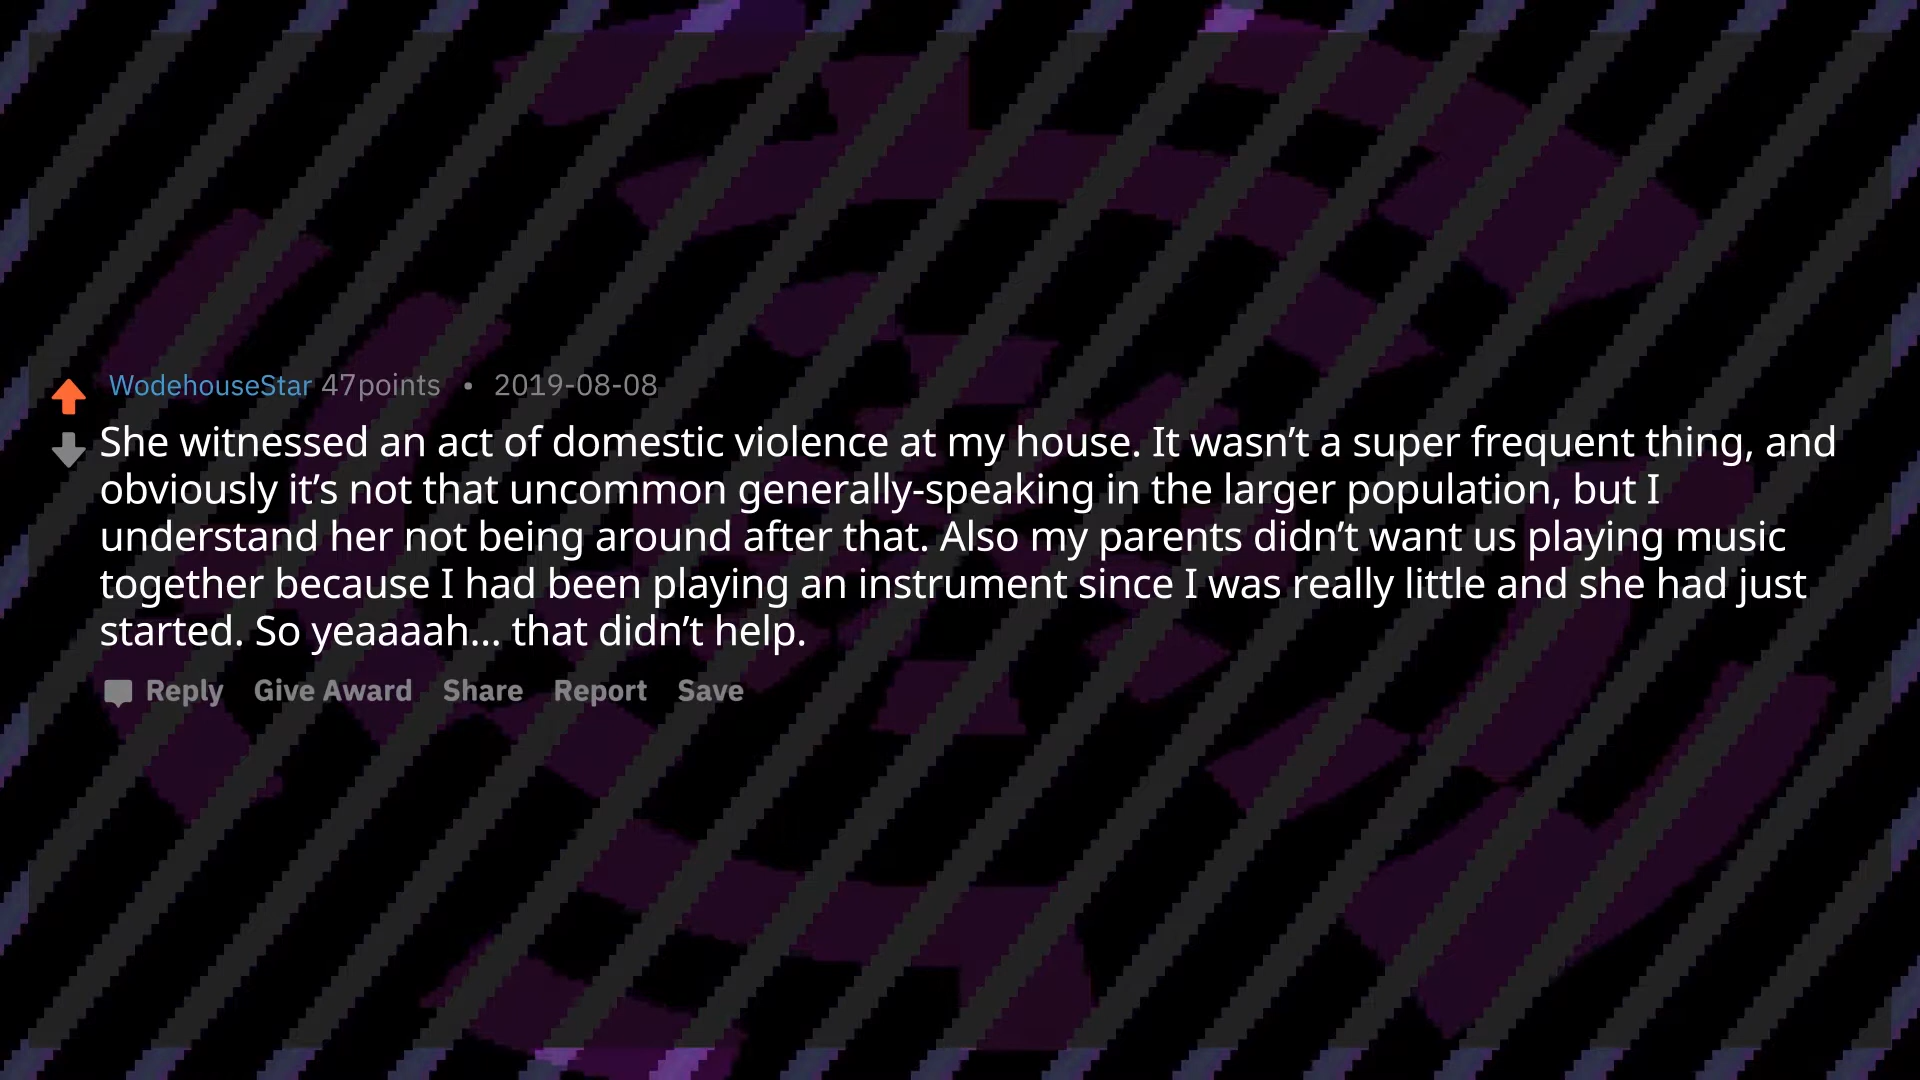 WodehouseStar 47points • 2019-08-08
She witnessed an act of domestic violence at my house. It wasn’t a super frequent thing, and
obviously it’s not that uncommon generally-speaking in the larger population, but I
understand her not being around after that. Also my parents didn’t want us playing music
together because I had been playing an instrument since I was really little and she had just
started. So yeaaaah... that didn’t help.
Reply Give Award Share Report Save